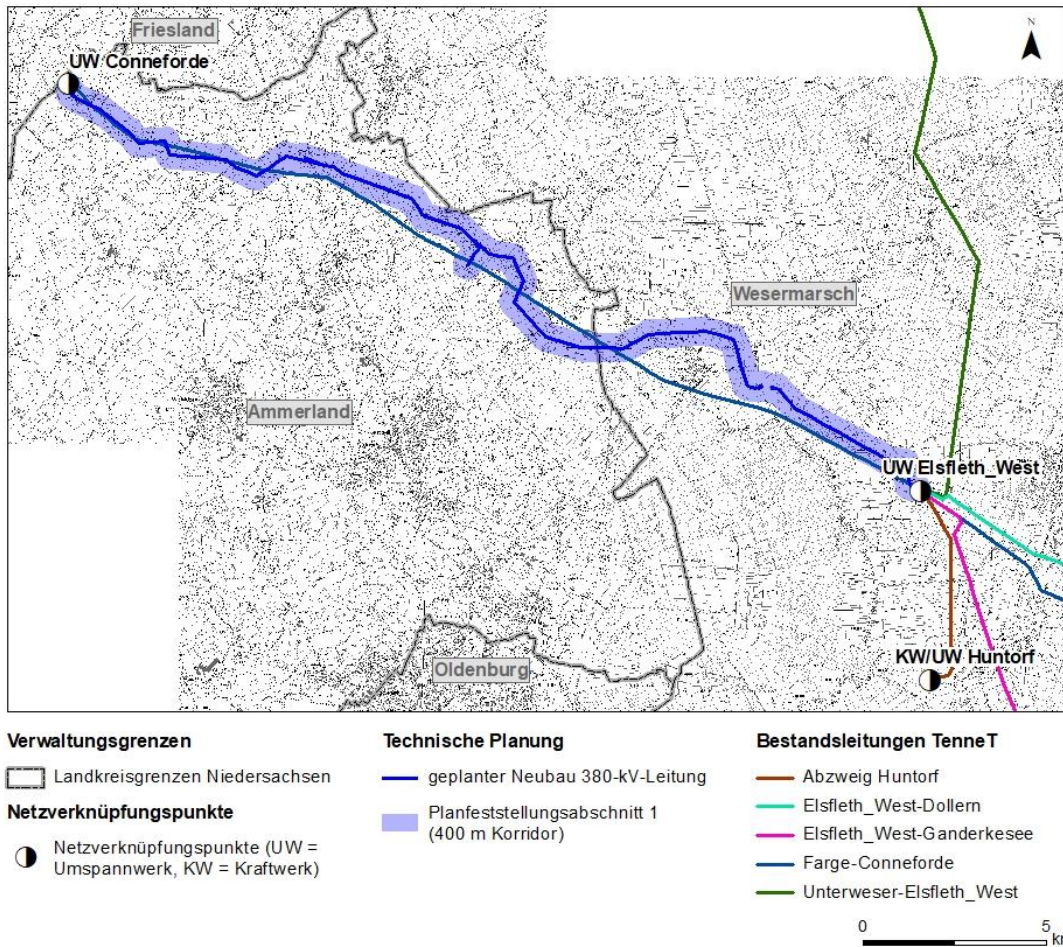 Friesland
N
UW Conneforde
Wesermarsch
Ammerland
UW Elsfleth_West
KW/UW Huntorf
Oldenburg
Verwaltungsgrenzen
Landkreisgrenzen Niedersachsen
Netzverknüpfungspunkte
Netzverknüpfungspunkte (UW =
Umspannwerk, KW = Kraftwerk)
Technische Planung
geplanter Neubau 380-kV-Leitung
Planfeststellungsabschnitt 1
(400 m Korridor)
Bestandsleitungen TenneT
Abzweig Huntorf
Elsfleth_West-Dollern
Elsfleth_West-Ganderkesee
Farge-Conneforde
Unterweser-Elsfleth_West
0 5
km